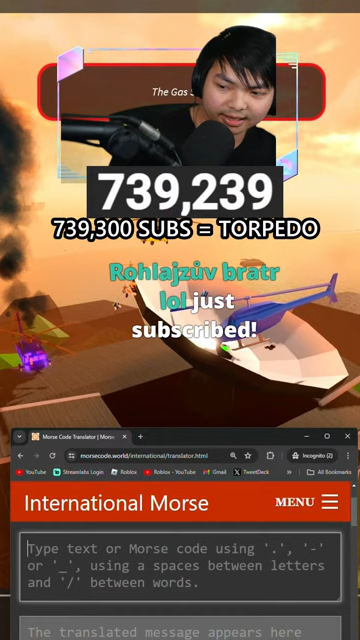 The Gas S
739,239
739,300 SUBS = TORPEDO
Rohlajzův bratr
lol just
subscribed!
Morse Code Translator | Morse
morsecode.world/international/translator.html
Incognito (2)
YouTube
Streamlabs Login
Roblox
Roblox - YouTube
Gmail
TweetDeck
»
All Bookmarks
International Morse
MENU
Type text or Morse code using '.', '-'
or '_', using a spaces between letters
and '/' between words.
The translated message appears here